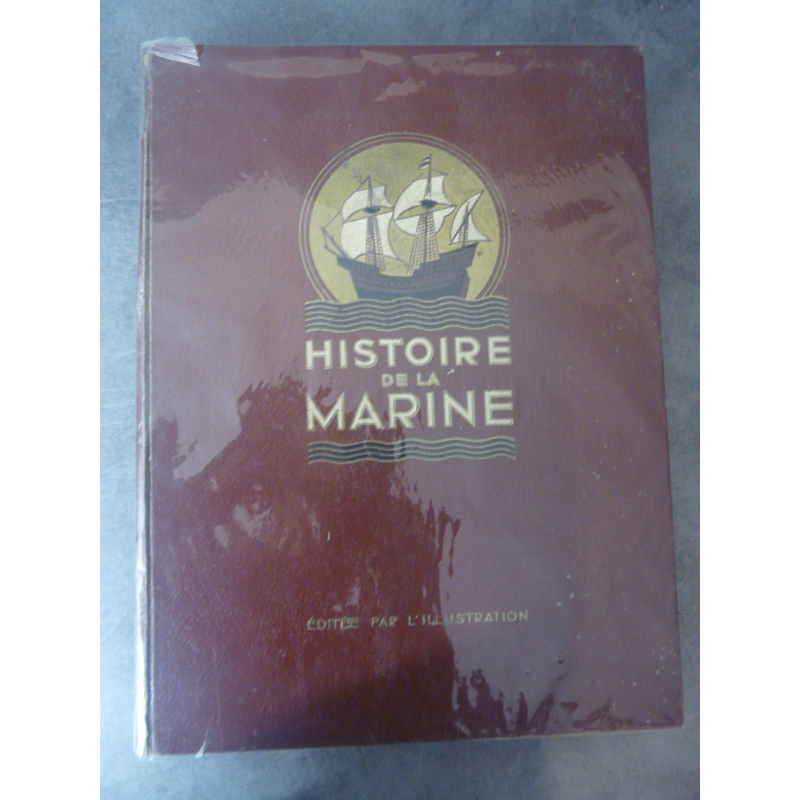 HISTOIRE
DE LA
MARINE
ÉDITÉE PAR L'ILLUSTRATION